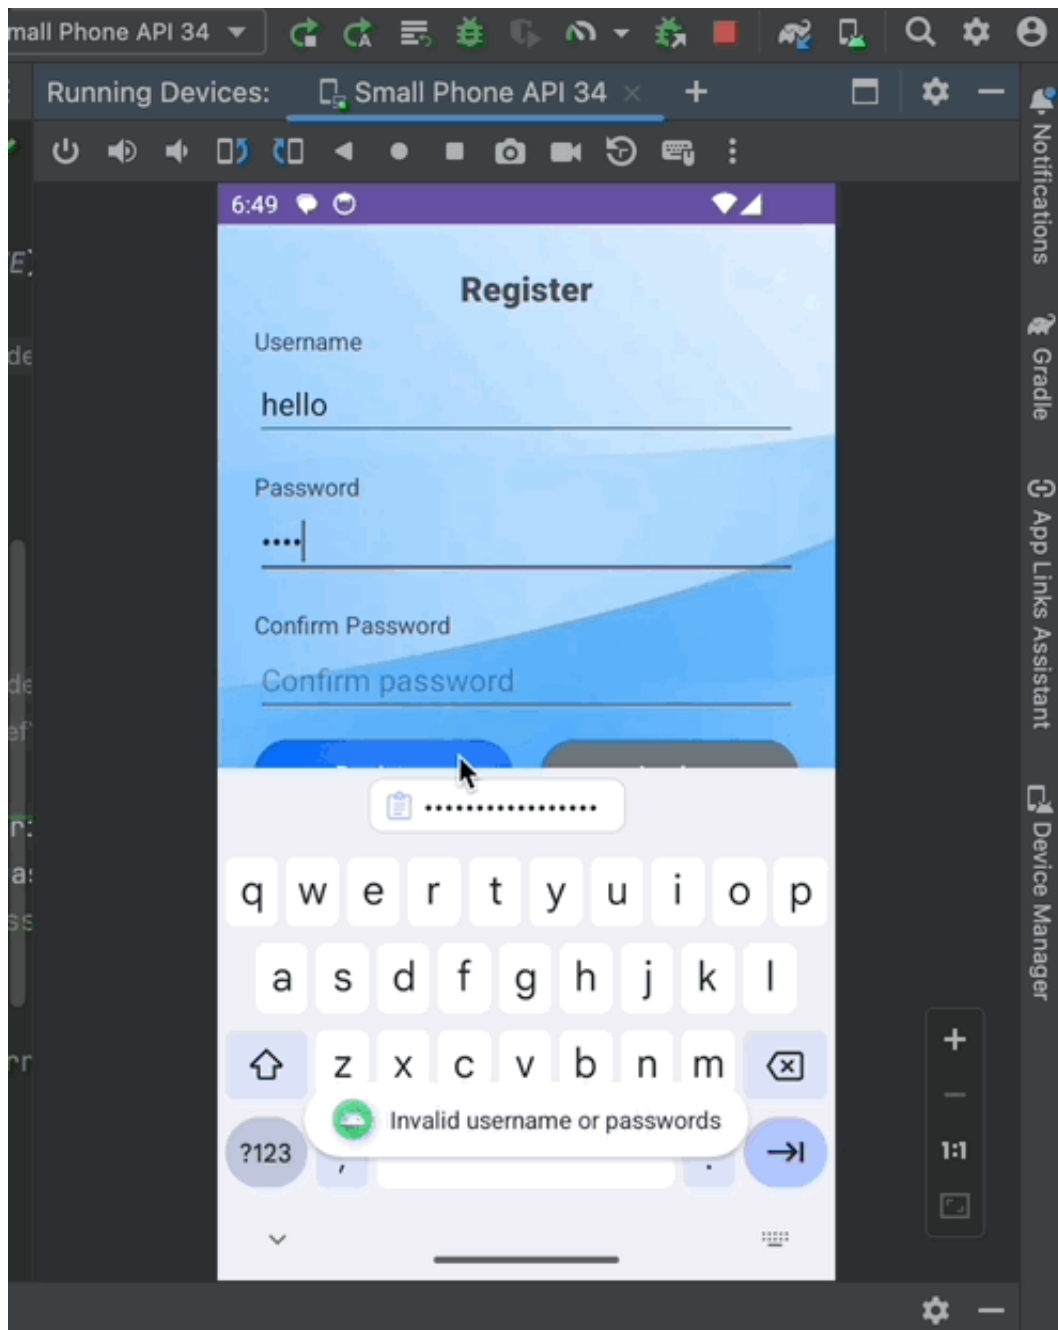 mall Phone API 34
Running Devices:
Small Phone API 34
Notifications
Gradle
App Links Assistant
Device Manager
6:49
Register
Username
hello
Password
••••
Confirm Password
Confirm password
•••••••••••••••••
q w e r t y u i o p
a s d f g h j k l
z x c v b n m
Invalid username or passwords
?123 , .
1:1